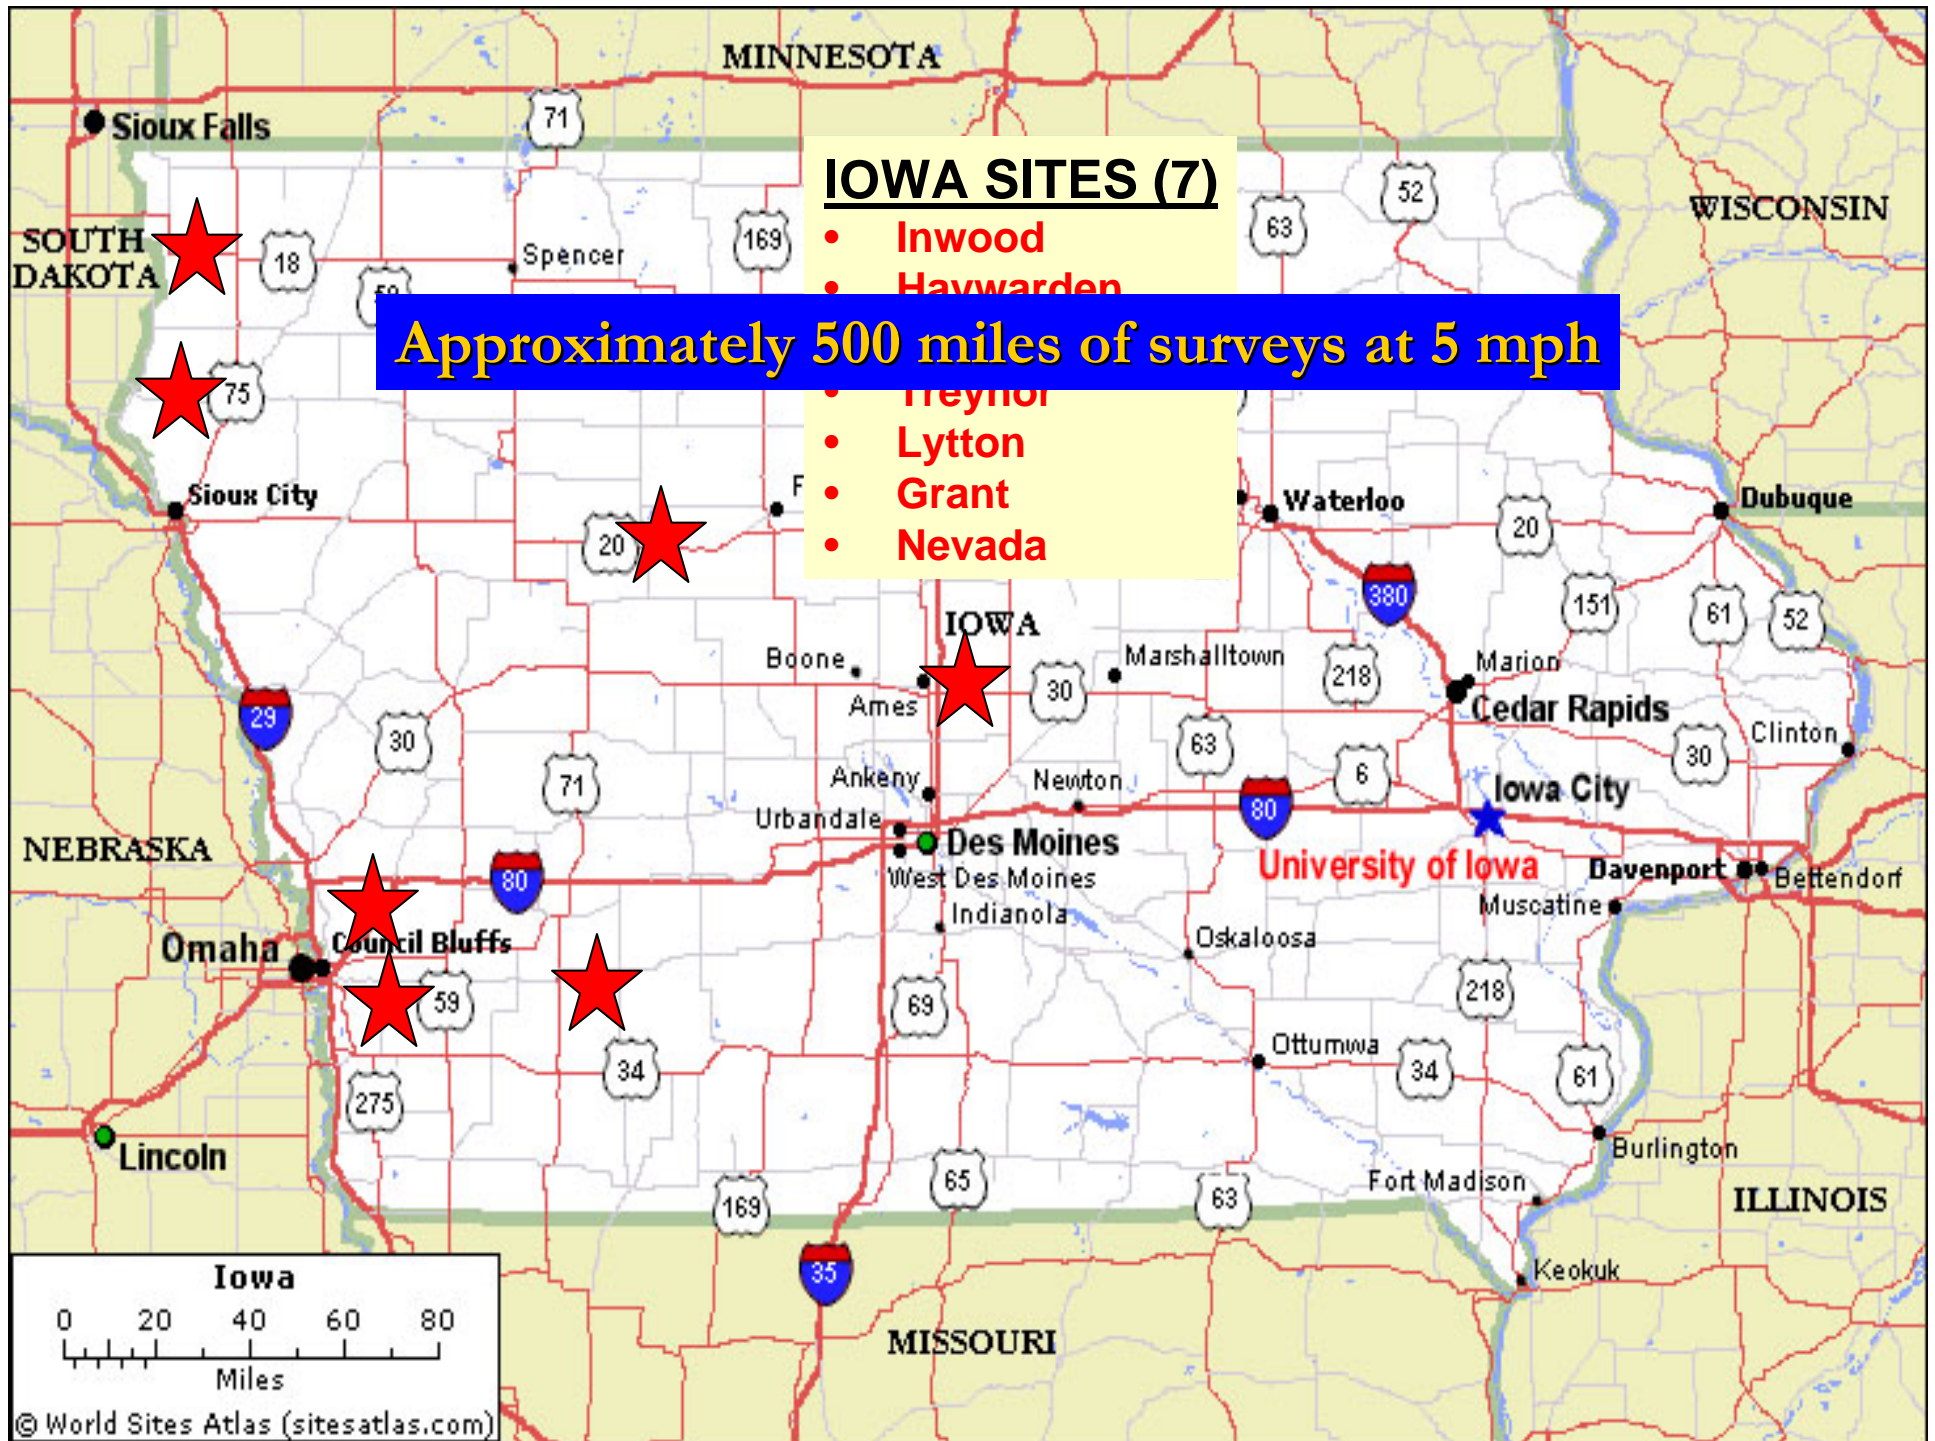 MINNESOTA
Sioux Falls
71
IOWA SITES (7)
52
WISCONSIN
• Inwood
63
169
SOUTH
DAKOTA
18
Spencer
• Haywarden
59
Approximately 500 miles of surveys at 5 mph
75
• Treynor
• Lytton
• Grant
• Nevada
Sioux City
F
Waterloo
Dubuque
20
20
380
151
61
52
IOWA
Boone
Marshalltown
Marion
218
30
Ames
Cedar Rapids
29
30
63
30
Clinton
Ankeny
Newton
6
71
Iowa City
Urbandale
80
Des Moines
NEBRASKA
80
West Des Moines
University of Iowa
Davenport
Bettendorf
Indianola
Muscatine
Omaha
Council Bluffs
Oskaloosa
59
69
218
Ottumwa
34
34
61
275
Lincoln
Burlington
65
Fort Madison
169
63
ILLINOIS
35
Keokuk
Iowa
0 20 40 60 80
Miles
MISSOURI
© World Sites Atlas (sitesatlas.com)